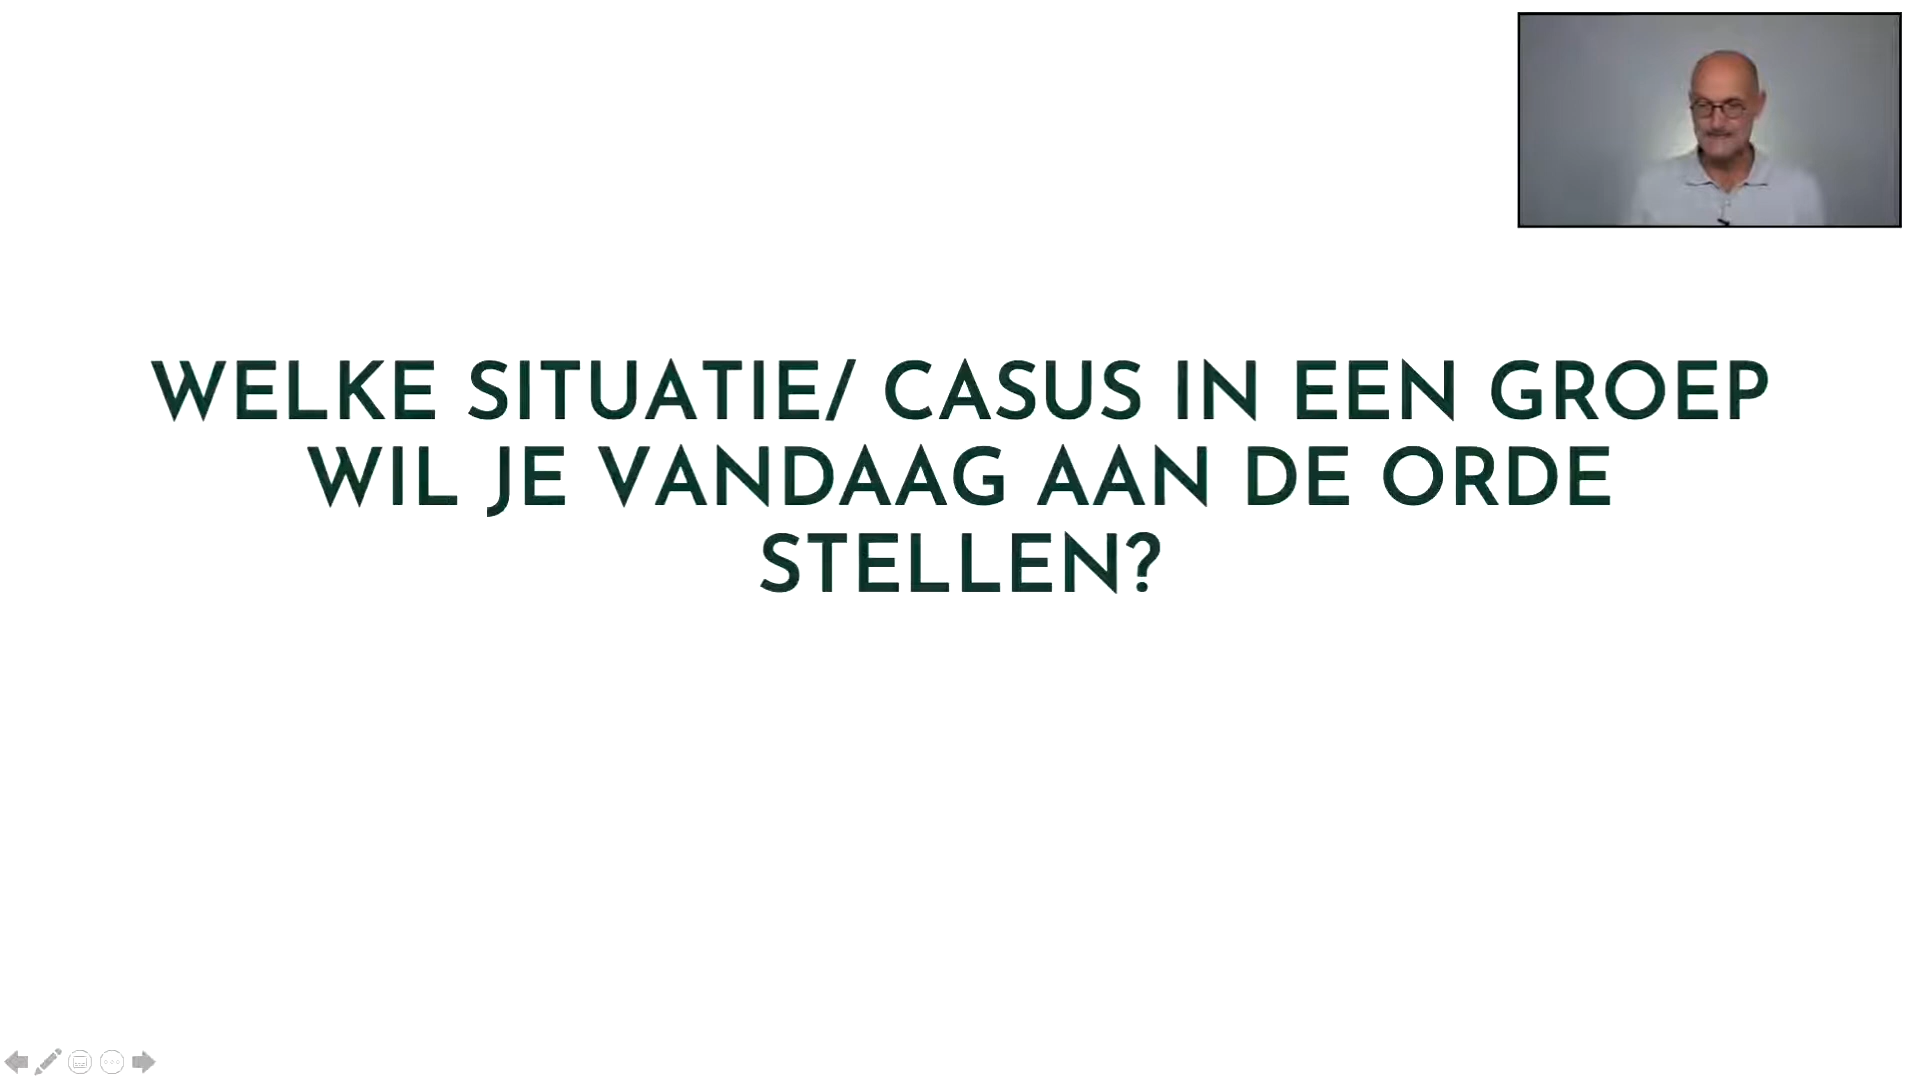 WELKE SITUATIE/ CASUS IN EEN GROEP
WIL JE VANDAAG AAN DE ORDE
STELLEN?